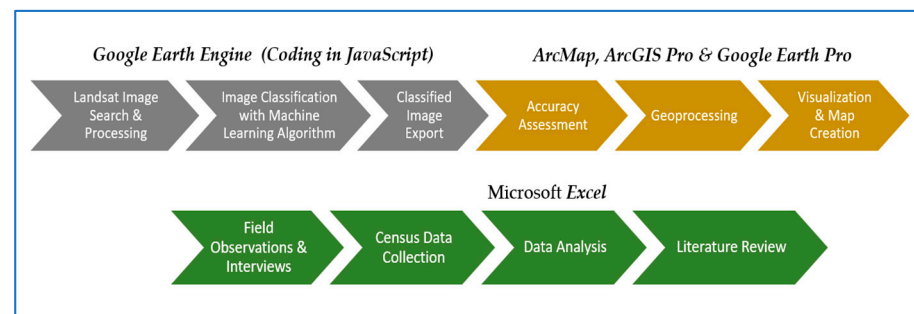 Google Earth Engine (Coding in JavaScript)
ArcMap, ArcGIS Pro & Google Earth Pro
Landsat Image
Search &
Processing
Image Classification
with Machine
Learning Algorithm
Classified
Image
Export
Accuracy
Assessment
Geoprocessing
Visualization
& Map
Creation
Microsoft Excel
Field
Observations &
Interviews
Census Data
Collection
Data Analysis
Literature Review